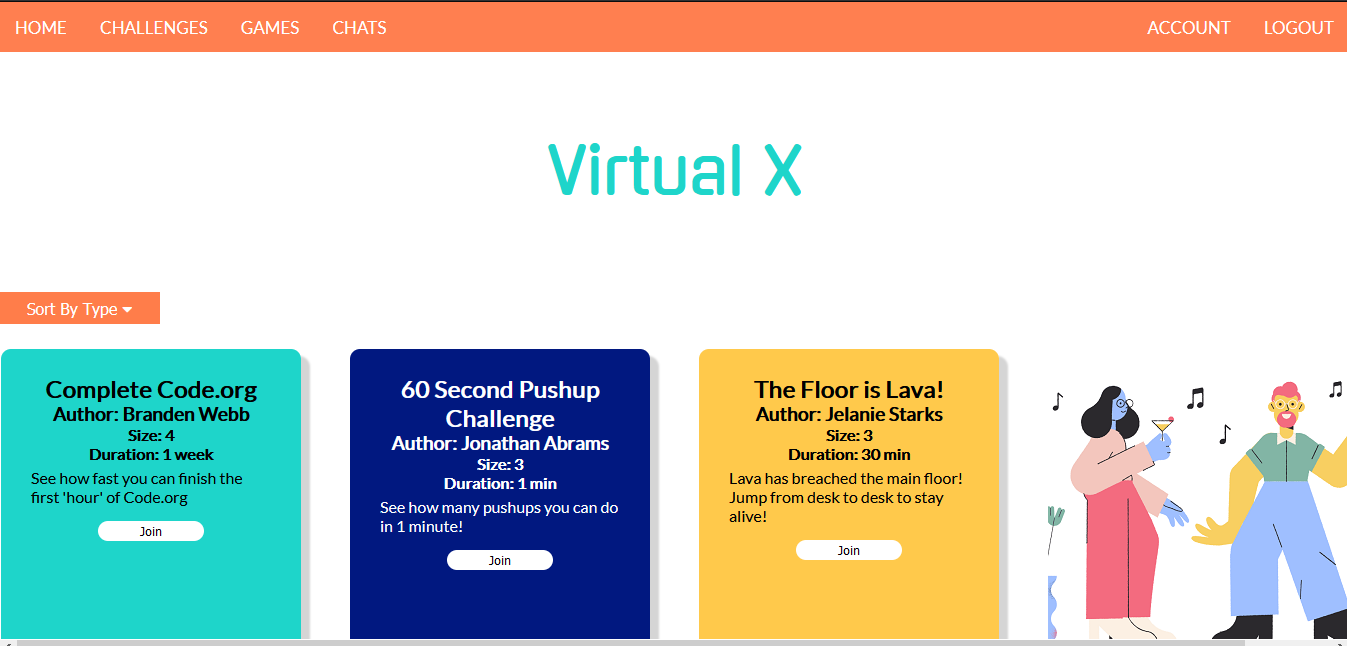 HOME CHALLENGES GAMES CHATS ACCOUNT LOGOUT
Virtual X
Sort By Type
Complete Code.org
Author: Branden Webb
Size: 4
Duration: 1 week
See how fast you can finish the
first 'hour' of Code.org
Join
60 Second Pushup
Challenge
Author: Jonathan Abrams
Size: 3
Duration: 1 min
See how many pushups you can do
in 1 minute!
Join
The Floor is Lava!
Author: Jelanie Starks
Size: 3
Duration: 30 min
Lava has breached the main floor!
Jump from desk to desk to stay
alive!
Join